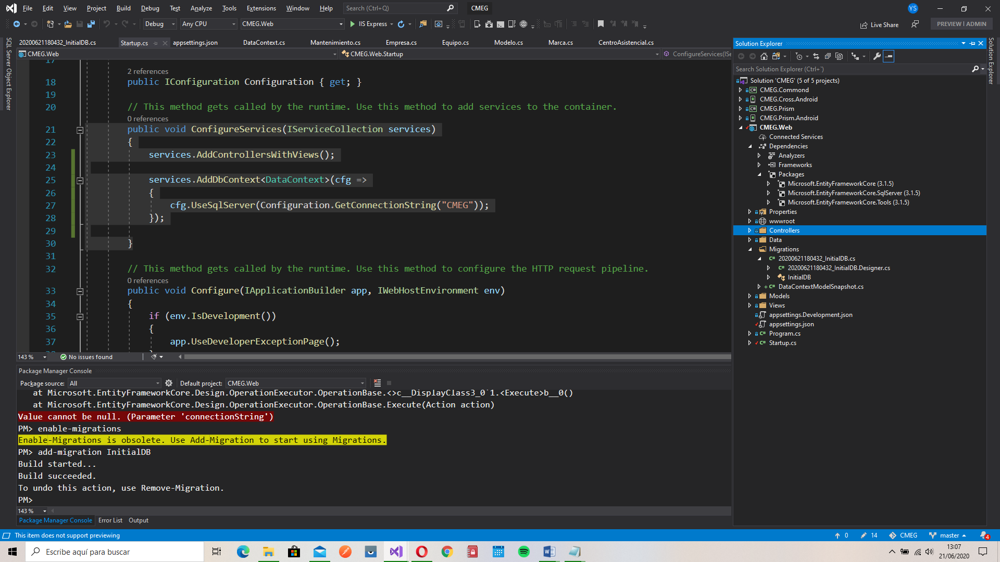 File Edit View Project Build Debug Test Analyze Tools Extensions Window Help Search (Ctrl+Q) CMEG YS
Debug Any CPU CMEG.Web IIS Express Live Share PREVIEW | ADMIN
SQL Server Object Explorer
20200621180432_InitialDB.cs Startup.cs appsettings.json DataContext.cs Mantenimiento.cs Empresa.cs Equipo.cs Modelo.cs Marca.cs CentroAsistencial.cs
CMEG.Web CMEG.Web.Startup ConfigureServices(ISe
17
2 references
18 public IConfiguration Configuration { get; }
19
20 // This method gets called by the runtime. Use this method to add services to the container.
0 references
21 public void ConfigureServices(IServiceCollection services)
22 {
23 services.AddControllersWithViews();
24
25 services.AddDbContext<DataContext>(cfg =>
26 {
27 cfg.UseSqlServer(Configuration.GetConnectionString("CMEG"));
28 });
29
30 }
31
32 // This method gets called by the runtime. Use this method to configure the HTTP request pipeline.
0 references
33 public void Configure(IApplicationBuilder app, IWebHostEnvironment env)
34 {
35 if (env.IsDevelopment())
36 {
37 app.UseDeveloperExceptionPage();
143 % No issues found
Package Manager Console
Package source: All Default project: CMEG.Web
at Microsoft.EntityFrameworkCore.Design.OperationExecutor.OperationBase.<>c__DisplayClass3_0`1.<Execute>b__0()
at Microsoft.EntityFrameworkCore.Design.OperationExecutor.OperationBase.Execute(Action action)
Value cannot be null. (Parameter 'connectionString')
PM> enable-migrations
Enable-Migrations is obsolete. Use Add-Migration to start using Migrations.
PM> add-migration InitialDB
Build started...
Build succeeded.
To undo this action, use Remove-Migration.
PM>
143 %
Package Manager Console Error List Output
Solution Explorer
Search Solution Explorer (Ctrl+¨)
Solution 'CMEG' (5 of 5 projects)
CMEG.Commond
CMEG.Cross.Android
CMEG.Prism
CMEG.Prism.Android
CMEG.Web
Connected Services
Dependencies
Analyzers
Frameworks
Packages
Microsoft.EntityFrameworkCore (3.1.5)
Microsoft.EntityFrameworkCore.SqlServer (3.1.5)
Microsoft.EntityFrameworkCore.Tools (3.1.5)
Properties
wwwroot
Controllers
Data
Migrations
20200621180432_InitialDB.cs
20200621180432_InitialDB.Designer.cs
InitialDB
DataContextModelSnapshot.cs
Models
Views
appsettings.Development.json
appsettings.json
Program.cs
Startup.cs
Solution Explorer
This item does not support previewing 0 14 CMEG master 4
Escribe aquí para buscar
13:07
21/06/2020